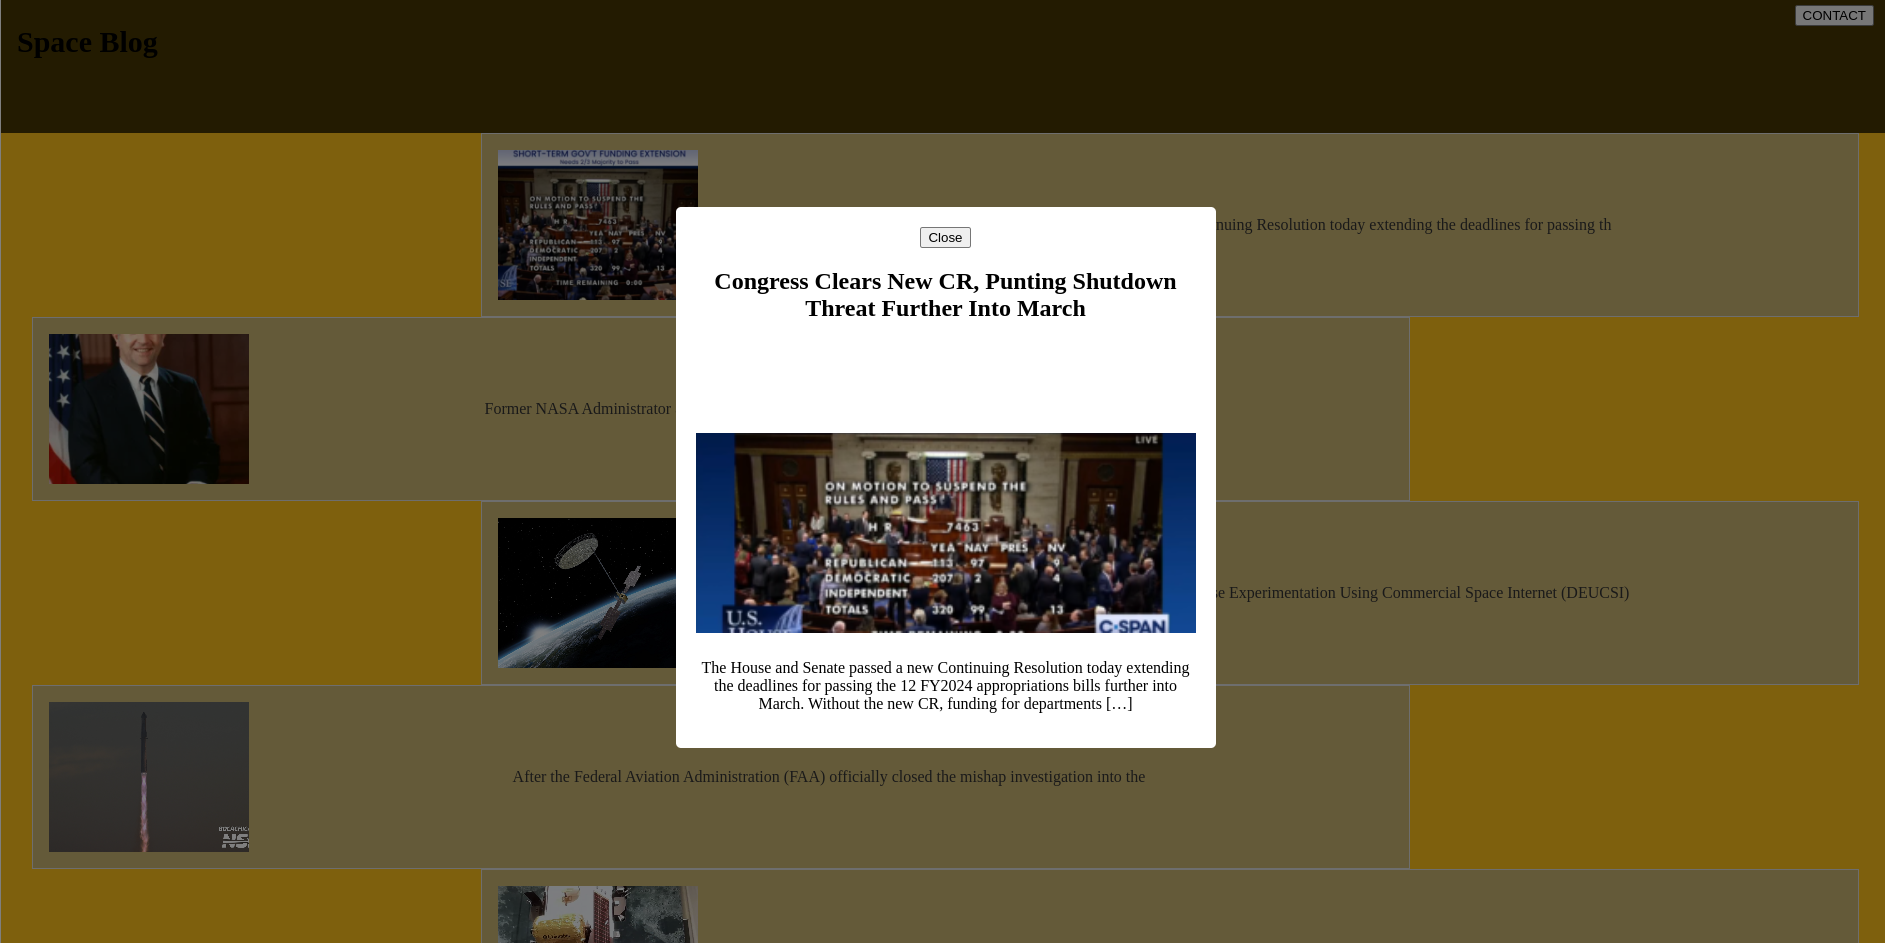 CONTACT
Space Blog
SHORT-TERM GOV'T FUNDING EXTENSION
Needs 2/3 Majority to Pass
ON MOTION TO SUSPEND THE
RULES AND PASS
H R 7463
YEA NAY PRES NV
REPUBLICAN 113 97
DEMOCRATIC 207 2 4
INDEPENDENT
TOTALS 320 99 13
TIME REMAINING 0:00
nuing Resolution today extending the deadlines for passing th
Close
Congress Clears New CR, Punting Shutdown
Threat Further Into March
LIVE
ON MOTION TO SUSPEND THE
RULES AND PASS
H R 7463
YEA NAY PRES NV
REPUBLICAN 113 97 9
DEMOCRATIC 207 2 4
INDEPENDENT
TOTALS 320 99 13
TIME REMAINING 0:00
U.S.
HOUSE
C-SPAN
The House and Senate passed a new Continuing Resolution today extending
the deadlines for passing the 12 FY2024 appropriations bills further into
March. Without the new CR, funding for departments […]
Former NASA Administrator
se Experimentation Using Commercial Space Internet (DEUCSI)
After the Federal Aviation Administration (FAA) officially closed the mishap investigation into the